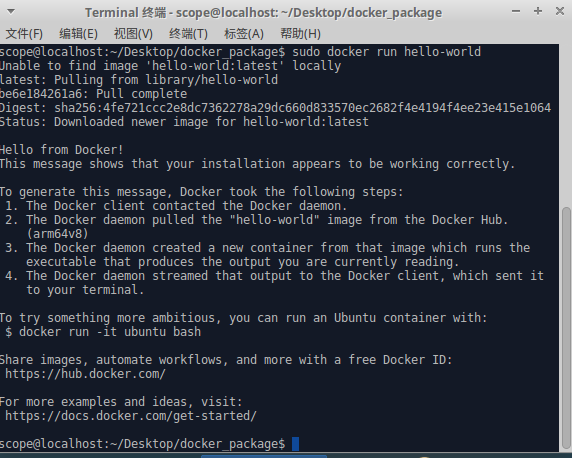 Terminal 终端 - scope@localhost: ~/Desktop/docker_package
文件(F) 编辑(E) 视图(V) 终端(T) 标签(A) 帮助(H)
scope@localhost:~/Desktop/docker_package$ sudo docker run hello-world
Unable to find image 'hello-world:latest' locally
latest: Pulling from library/hello-world
be6e184261a6: Pull complete
Digest: sha256:4fe721ccc2e8dc7362278a29dc660d833570ec2682f4e4194f4ee23e415e1064
Status: Downloaded newer image for hello-world:latest
Hello from Docker!
This message shows that your installation appears to be working correctly.
To generate this message, Docker took the following steps:
1. The Docker client contacted the Docker daemon.
2. The Docker daemon pulled the "hello-world" image from the Docker Hub.
(arm64v8)
3. The Docker daemon created a new container from that image which runs the
executable that produces the output you are currently reading.
4. The Docker daemon streamed that output to the Docker client, which sent it
to your terminal.
To try something more ambitious, you can run an Ubuntu container with:
$ docker run -it ubuntu bash
Share images, automate workflows, and more with a free Docker ID:
https://hub.docker.com/
For more examples and ideas, visit:
https://docs.docker.com/get-started/
scope@localhost:~/Desktop/docker_package$